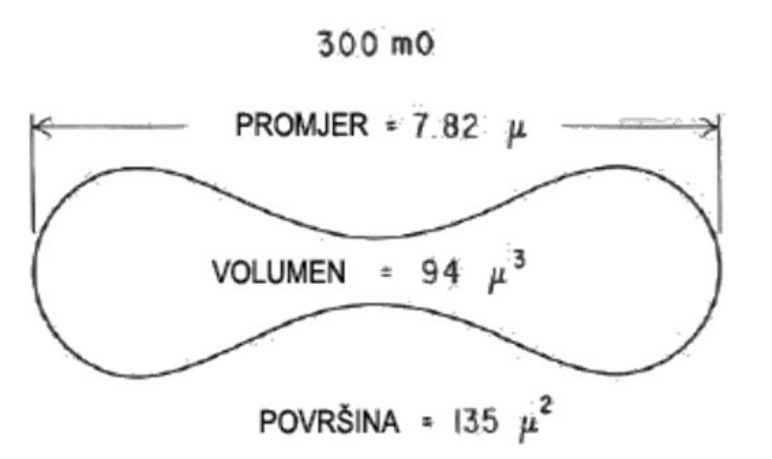 300 mO
PROMJER = 7.82 μ
VOLUMEN = 94 μ³
POVRŠINA = 135 μ²